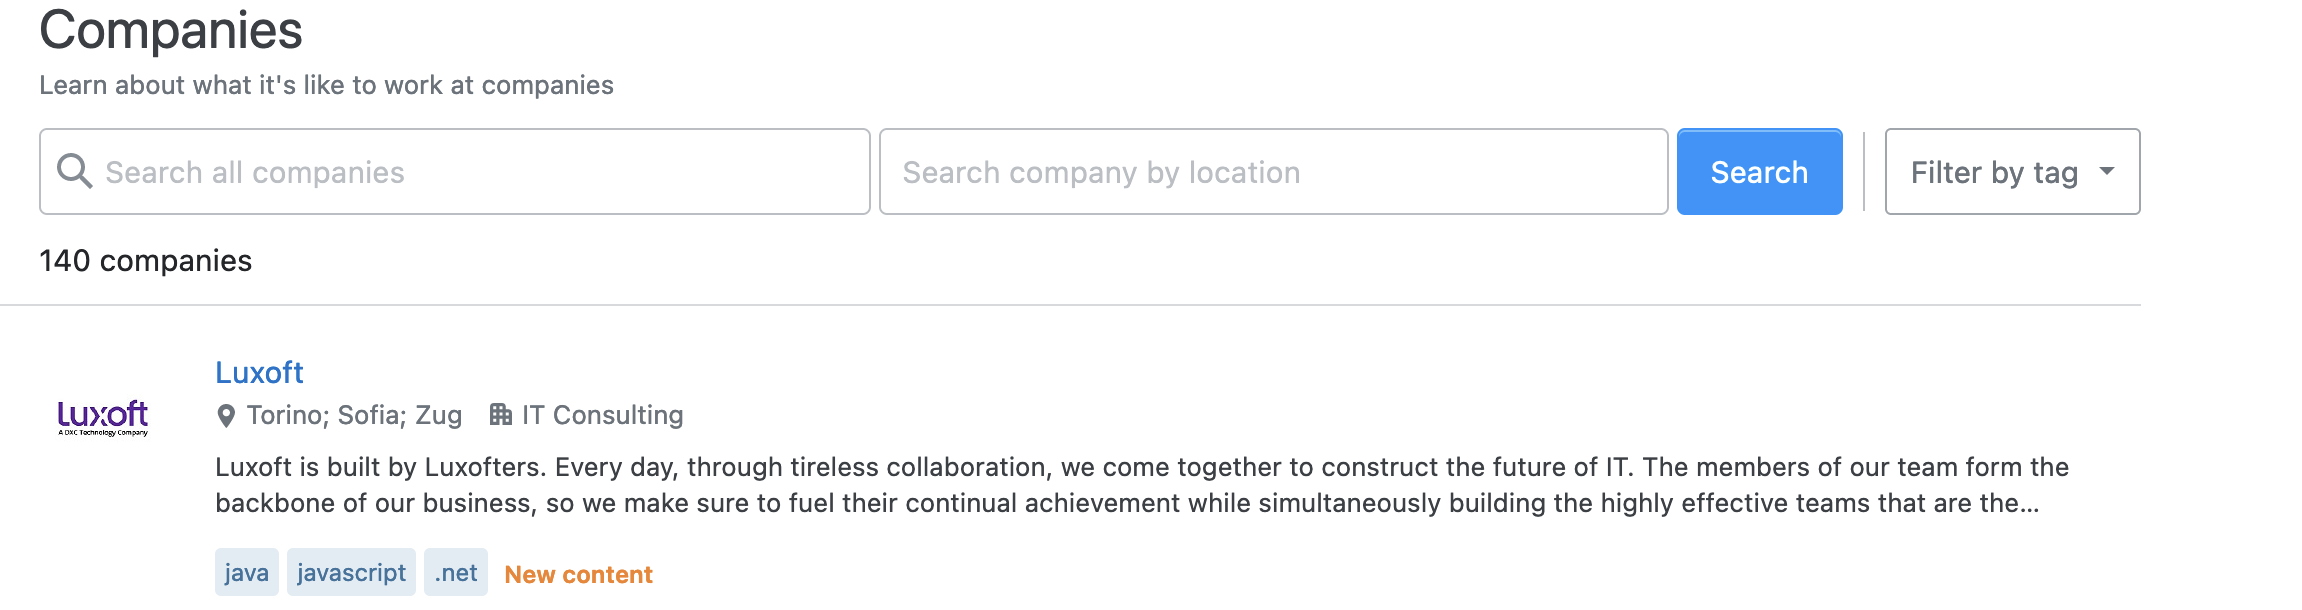 Companies
Learn about what it's like to work at companies
Search all companies
Search company by location
Search
Filter by tag
140 companies
Luxoft
Luxoft
A DXC Technology Company
Torino; Sofia; Zug IT Consulting
Luxoft is built by Luxofters. Every day, through tireless collaboration, we come together to construct the future of IT. The members of our team form the
backbone of our business, so we make sure to fuel their continual achievement while simultaneously building the highly effective teams that are the...
java javascript .net New content